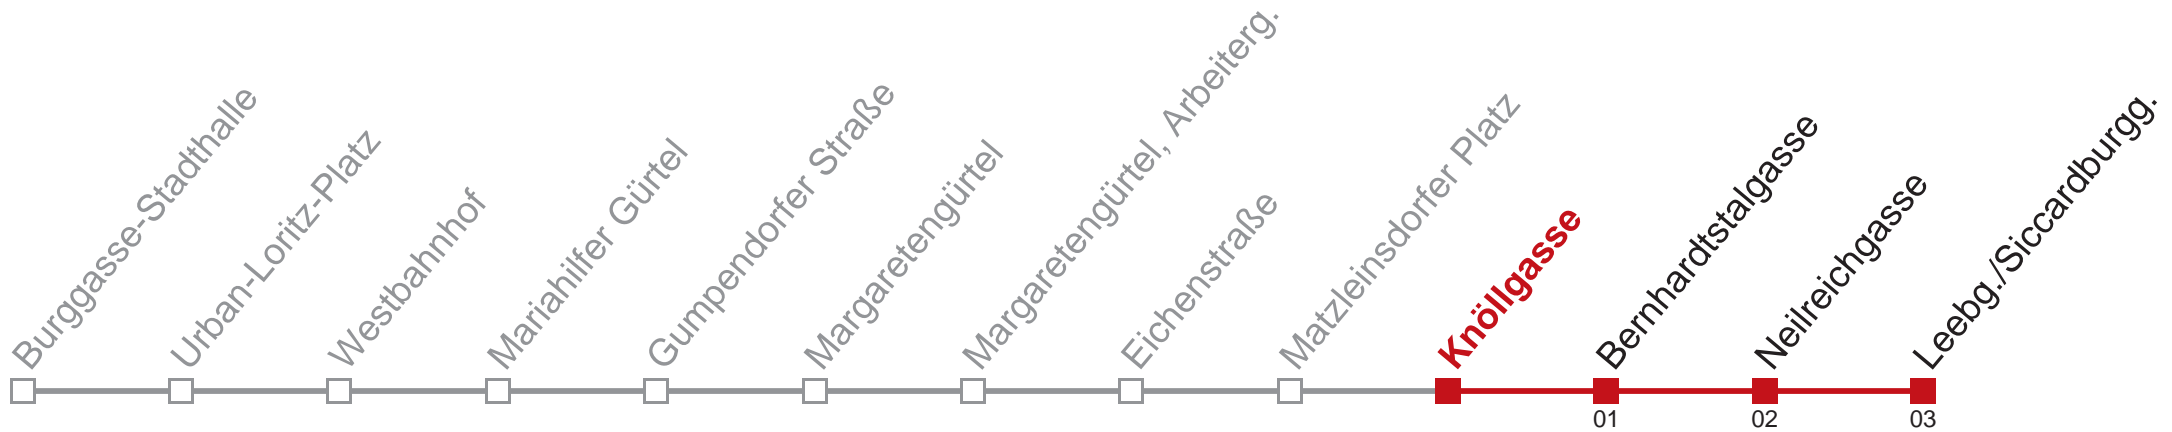 Burggasse-Stadthalle
Urban-Loritz-Platz
Westbahnhof
Mariahilfer Gürtel
Gumpendorfer Straße
Margaretengürtel
Margaretengürtel, Arbeiterg.
Eichenstraße
Matzleinsdorfer Platz
Knöllgasse
Bernhardtstalgasse
Neilreichgasse
Leebg./Siccardburgg.
01
02
03